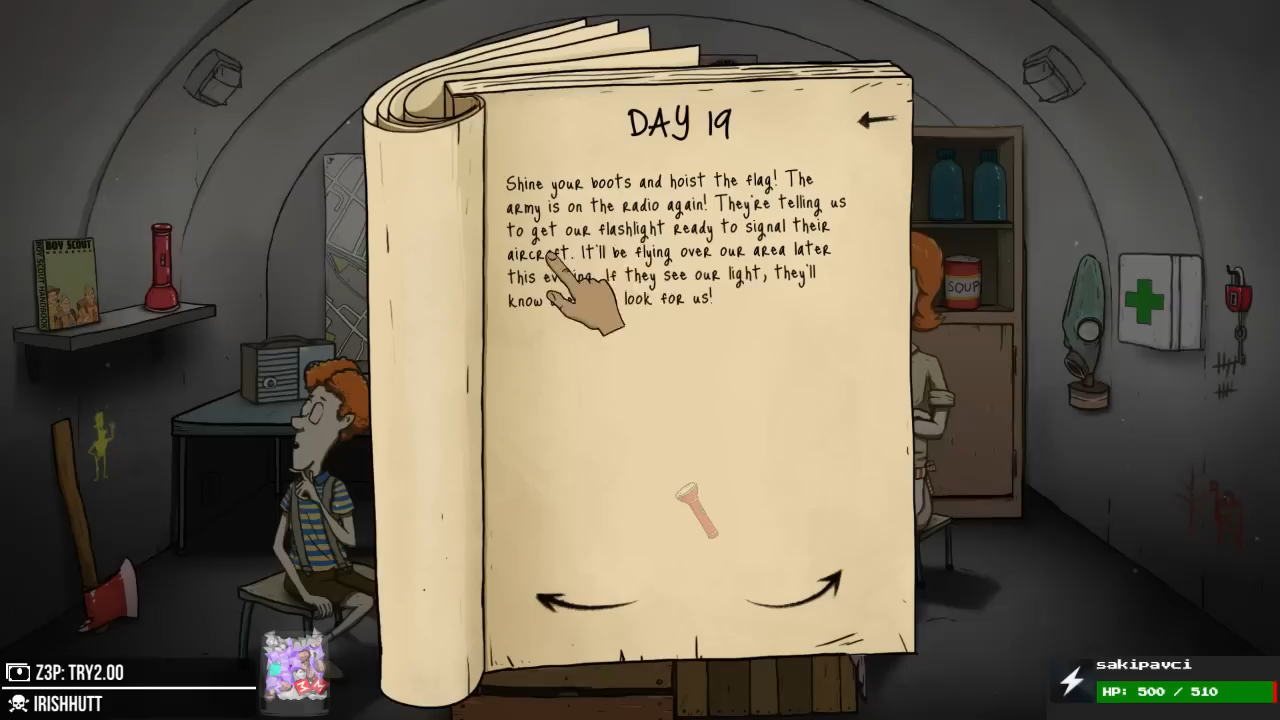 DAY 19
Shine your boots and hoist the flag! The
army is on the radio again! They're telling us
to get our flashlight ready to signal their
aircraft. It'll be flying over our area later
this evening. If they see our light, they'll
know look for us!
BOY SCOUT
HANDBOOK
SOUP
Z3P: TRY2.00
IRISHHUTT
sakipavci
HP: 500 / 510